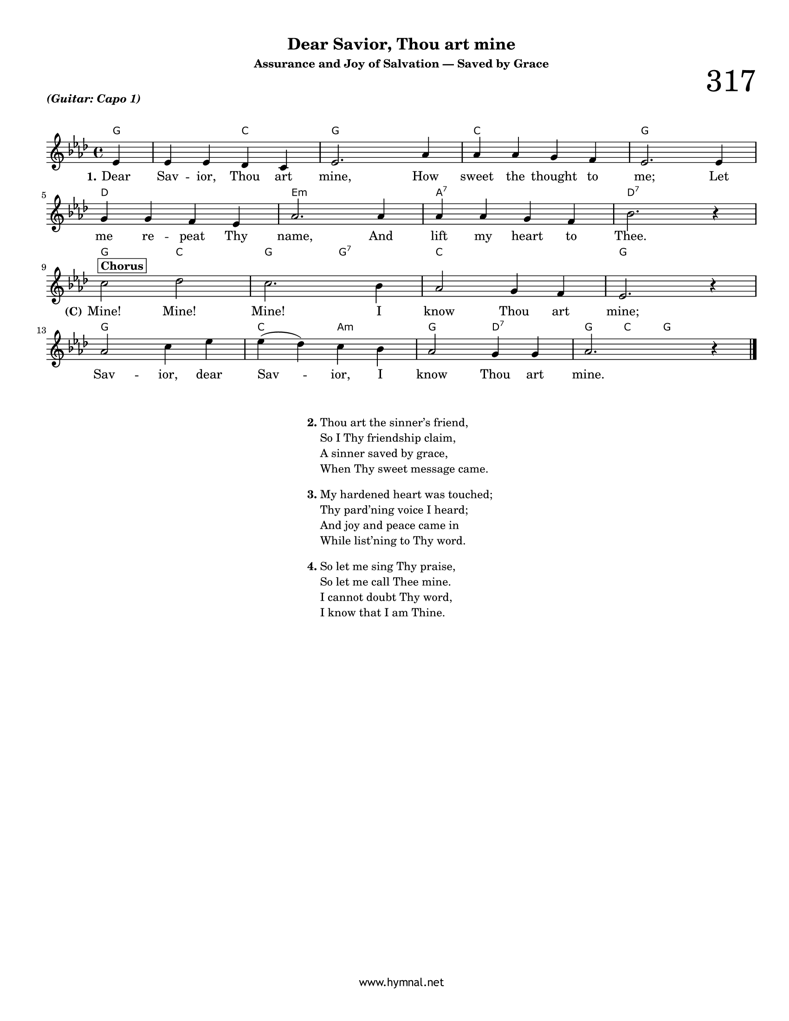 Dear Savior, Thou art mine
Assurance and Joy of Salvation — Saved by Grace
317
(Guitar: Capo 1)
G C G C G
1. Dear Sav - ior, Thou art mine, How sweet the thought to me; Let
5
D Em A7 D7
me re - peat Thy name, And lift my heart to Thee.
G C G G7 C G
9
Chorus
(C) Mine! Mine! Mine! I know Thou art mine;
13
G C Am G D7 G C G
Sav - ior, dear Sav - ior, I know Thou art mine.
2. Thou art the sinner's friend,
So I Thy friendship claim,
A sinner saved by grace,
When Thy sweet message came.
3. My hardened heart was touched;
Thy pard'ning voice I heard;
And joy and peace came in
While list'ning to Thy word.
4. So let me sing Thy praise,
So let me call Thee mine.
I cannot doubt Thy word,
I know that I am Thine.
www.hymnal.net